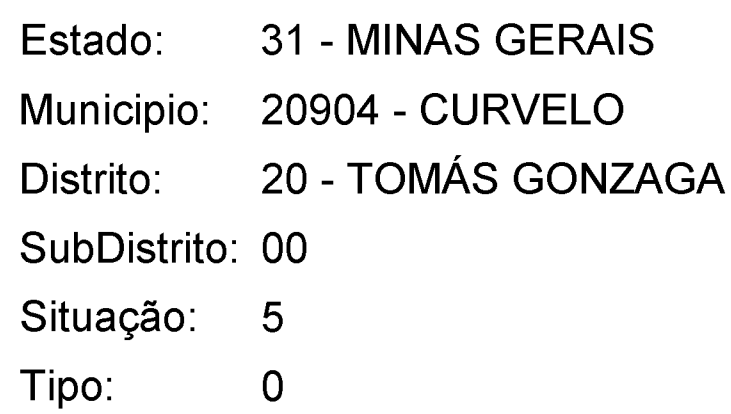 Estado: 31 - MINAS GERAIS
Municipio: 20904 - CURVELO
Distrito: 20 - TOMÁS GONZAGA
SubDistrito: 00
Situação: 5
Tipo: 0